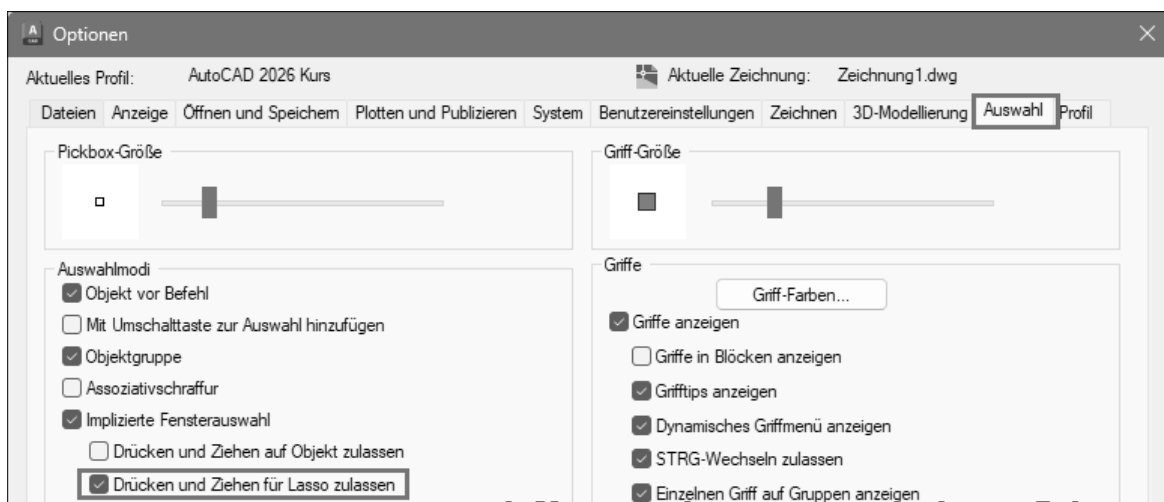 A CAD Optionen
Aktuelles Profil: AutoCAD 2026 Kurs Aktuelle Zeichnung: Zeichnung1.dwg
Dateien Anzeige Öffnen und Speichern Plotten und Publizieren System Benutzereinstellungen Zeichnen 3D-Modellierung Auswahl Profil
Pickbox-Größe
Griff-Größe
Auswahlmodi
Objekt vor Befehl
Mit Umschalttaste zur Auswahl hinzufügen
Objektgruppe
Assoziativschraffur
Implizierte Fensterauswahl
Drücken und Ziehen auf Objekt zulassen
Drücken und Ziehen für Lasso zulassen
Griffe
Griff-Farben...
Griffe anzeigen
Griffe in Blöcken anzeigen
Grifftips anzeigen
Dynamisches Griffmenü anzeigen
STRG-Wechseln zulassen
Einzelnen Griff auf Gruppen anzeigen